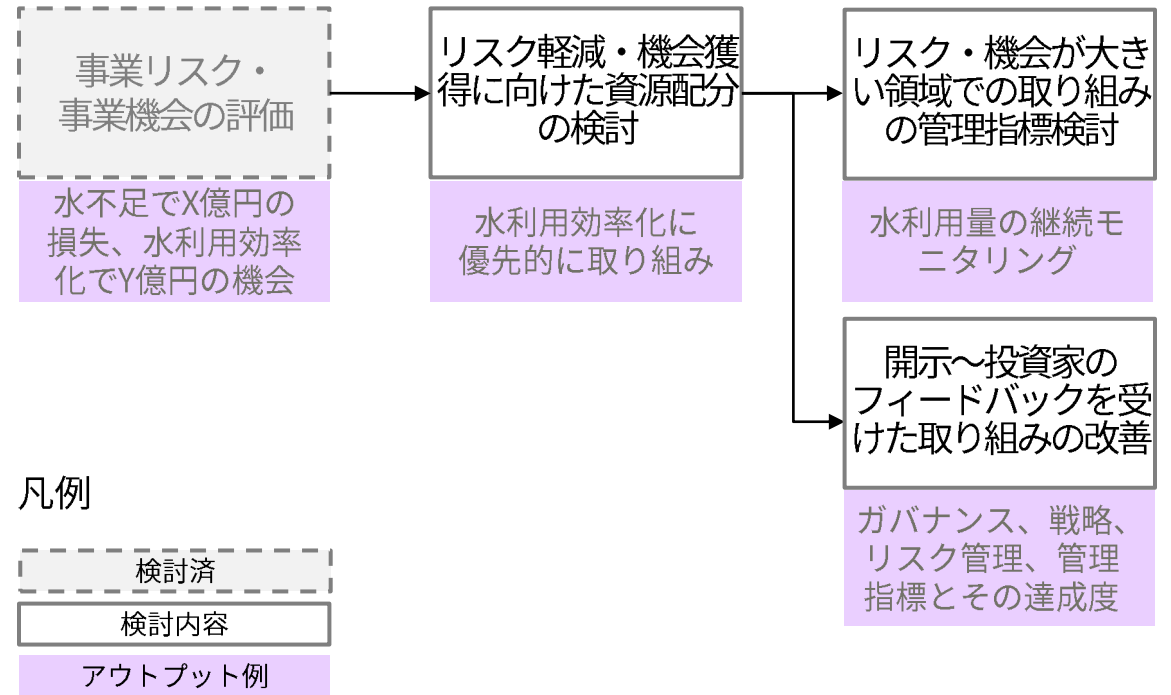 事業リスク・
事業機会の評価
水不足でX億円の
損失、水利用効率
化でY億円の機会
リスク軽減・機会獲
得に向けた資源配分
の検討
水利用効率化に
優先的に取り組み
リスク・機会が大き
い領域での取り組み
の管理指標検討
水利用量の継続モ
ニタリング
開示～投資家の
フィードバックを受
けた取り組みの改善
ガバナンス、戦略、
リスク管理、管理
指標とその達成度
凡例
検討済
検討内容
アウトプット例